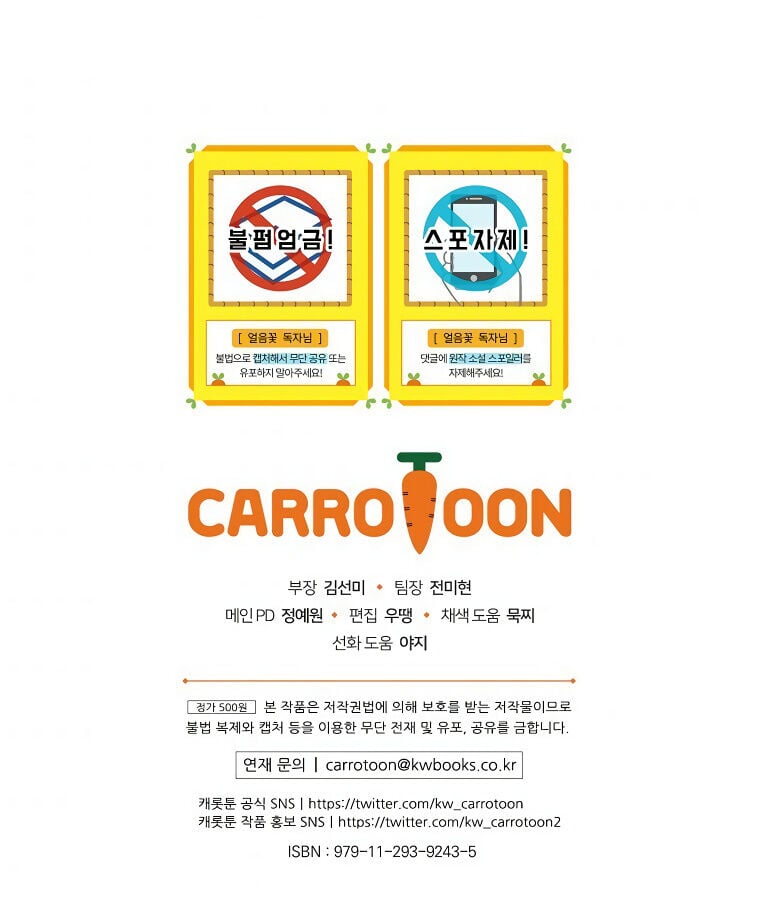 불펌엄금!
[ 얼음꽃 독자님 ]
불법으로 캡처해서 무단 공유 또는
유포하지 말아주세요!
스포자제!
[ 얼음꽃 독자님 ]
댓글에 원작 소설 스포일러를
자제해주세요!
CARROTOON
부장 김선미 • 팀장 전미현
메인 PD 정예원 • 편집 우땡 • 채색 도움 묵찌
선화 도움 야지
정가 500원 본 작품은 저작권법에 의해 보호를 받는 저작물이므로
불법 복제와 캡처 등을 이용한 무단 전재 및 유포, 공유를 금합니다.
연재 문의 | carrotoon@kwbooks.co.kr
캐롯툰 공식 SNS | https://twitter.com/kw_carrotoon
캐롯툰 작품 홍보 SNS | https://twitter.com/kw_carrotoon2
ISBN : 979-11-293-9243-5